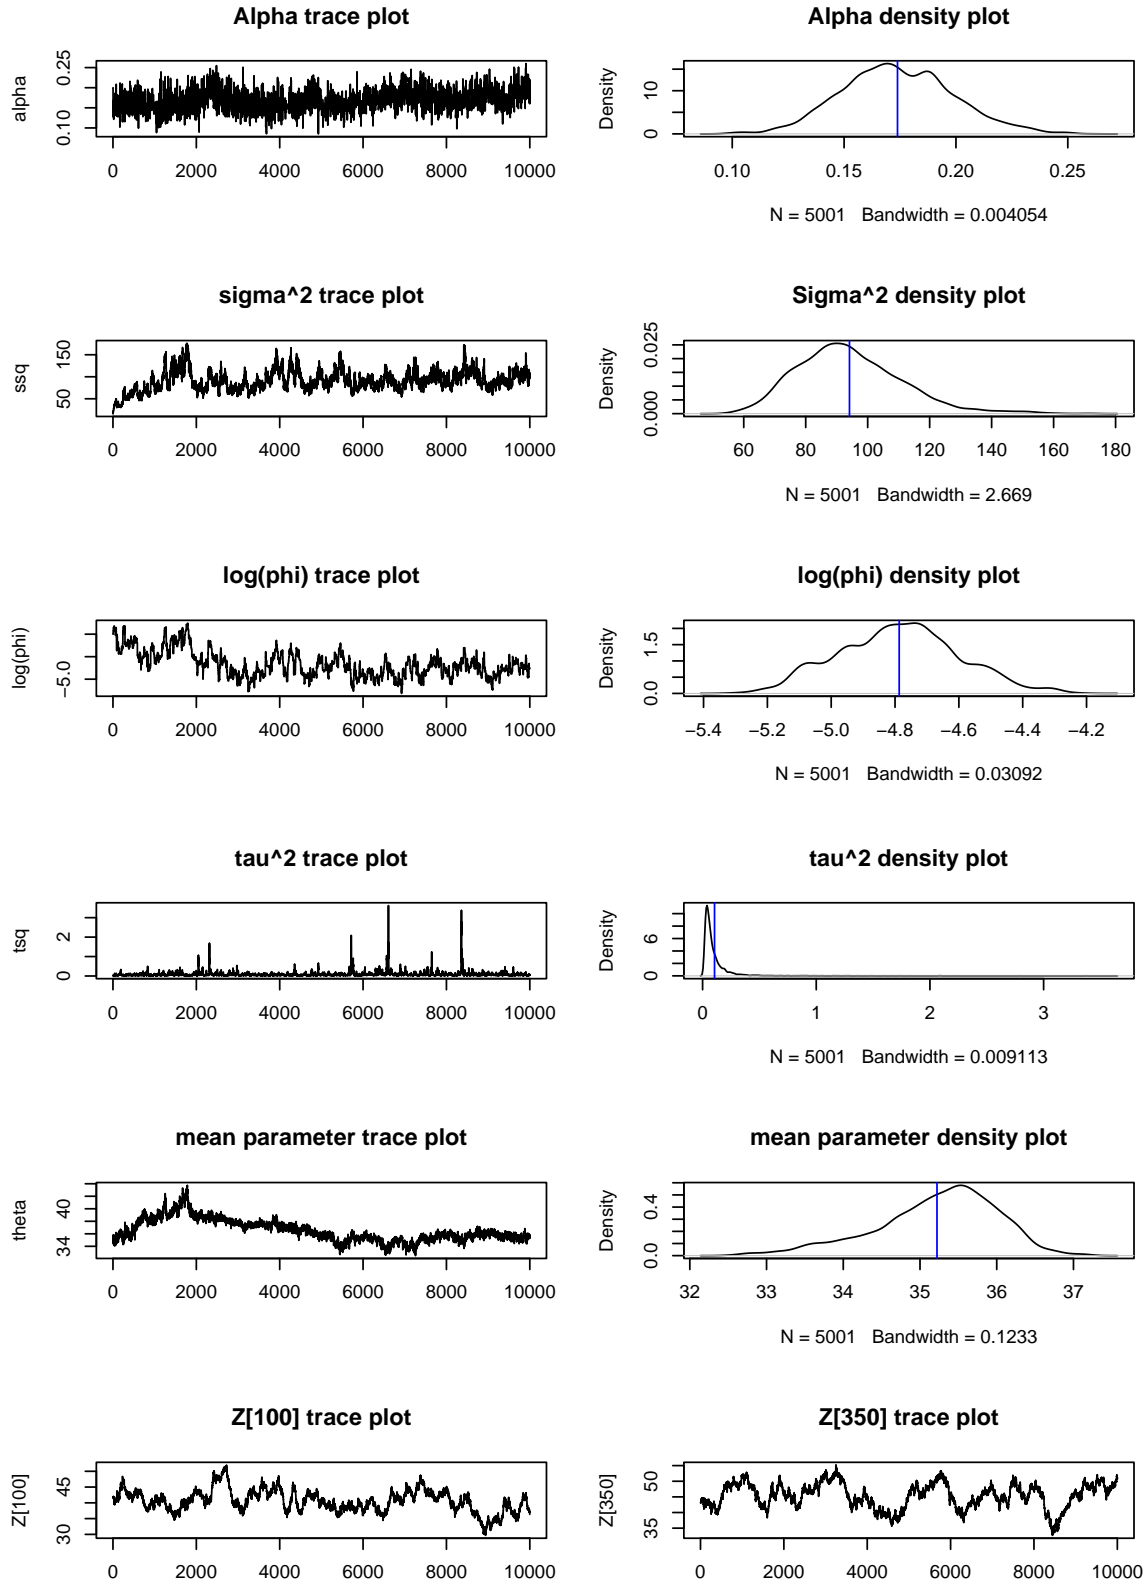 Alpha trace plot
alpha
0.10 0.25
0 2000 4000 6000 8000 10000
Alpha density plot
Density
0 10
0.10 0.15 0.20 0.25
N = 5001 Bandwidth = 0.004054
sigma^2 trace plot
ssq
50 150
0 2000 4000 6000 8000 10000
Sigma^2 density plot
Density
0.000 0.025
60 80 100 120 140 160 180
N = 5001 Bandwidth = 2.669
log(phi) trace plot
log(phi)
−5.0
0 2000 4000 6000 8000 10000
log(phi) density plot
Density
0.0 1.5
−5.4 −5.2 −5.0 −4.8 −4.6 −4.4 −4.2
N = 5001 Bandwidth = 0.03092
tau^2 trace plot
tsq
0 2
0 2000 4000 6000 8000 10000
tau^2 density plot
Density
0 6
0 1 2 3
N = 5001 Bandwidth = 0.009113
mean parameter trace plot
theta
34 40
0 2000 4000 6000 8000 10000
mean parameter density plot
Density
0.0 0.4
32 33 34 35 36 37
N = 5001 Bandwidth = 0.1233
Z[100] trace plot
Z[100]
30 45
0 2000 4000 6000 8000 10000
Z[350] trace plot
Z[350]
35 50
0 2000 4000 6000 8000 10000